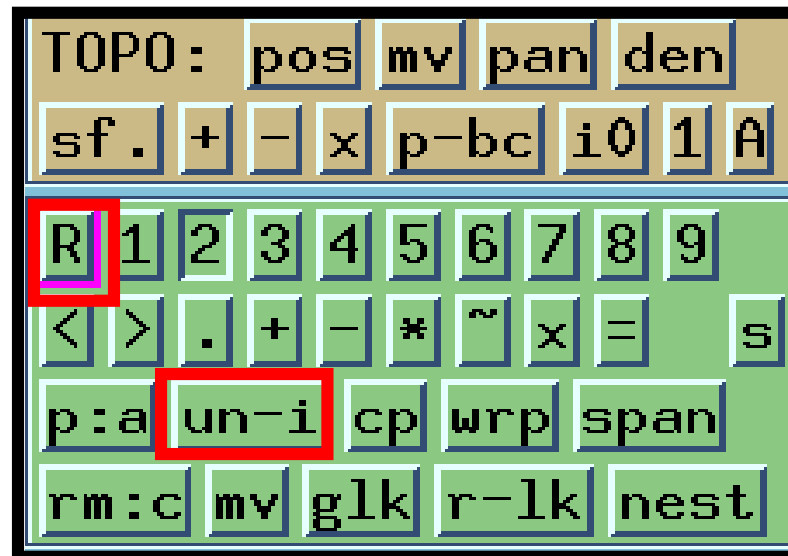 TOPO: pos mv pan den
sf. + - x p-bc i0 1 A
R 1 2 3 4 5 6 7 8 9
< > . + - * ~ x = s
p:a un-i cp wrp span
rm:c mv glk r-lk nest